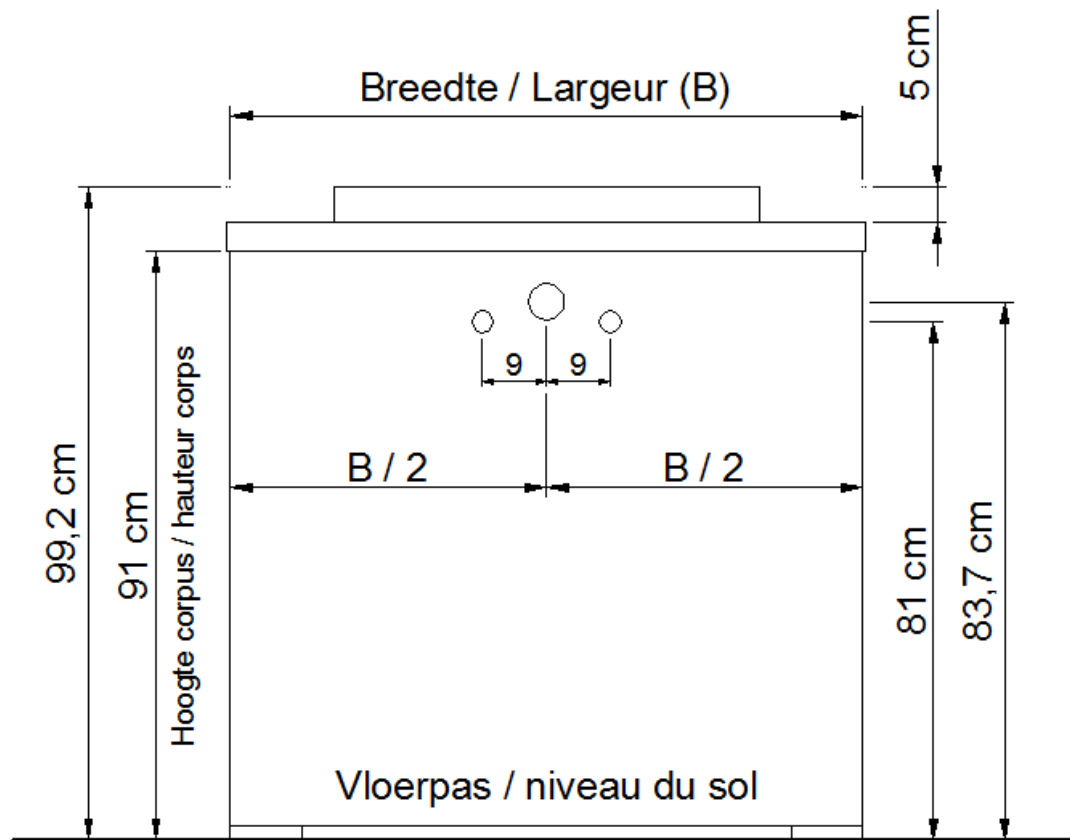 5 cm
Breedte / Largeur (B)
9
9
B / 2
B / 2
99,2 cm
91 cm
Hoogte corpus / hauteur corps
81 cm
83,7 cm
Vloerpas / niveau du sol